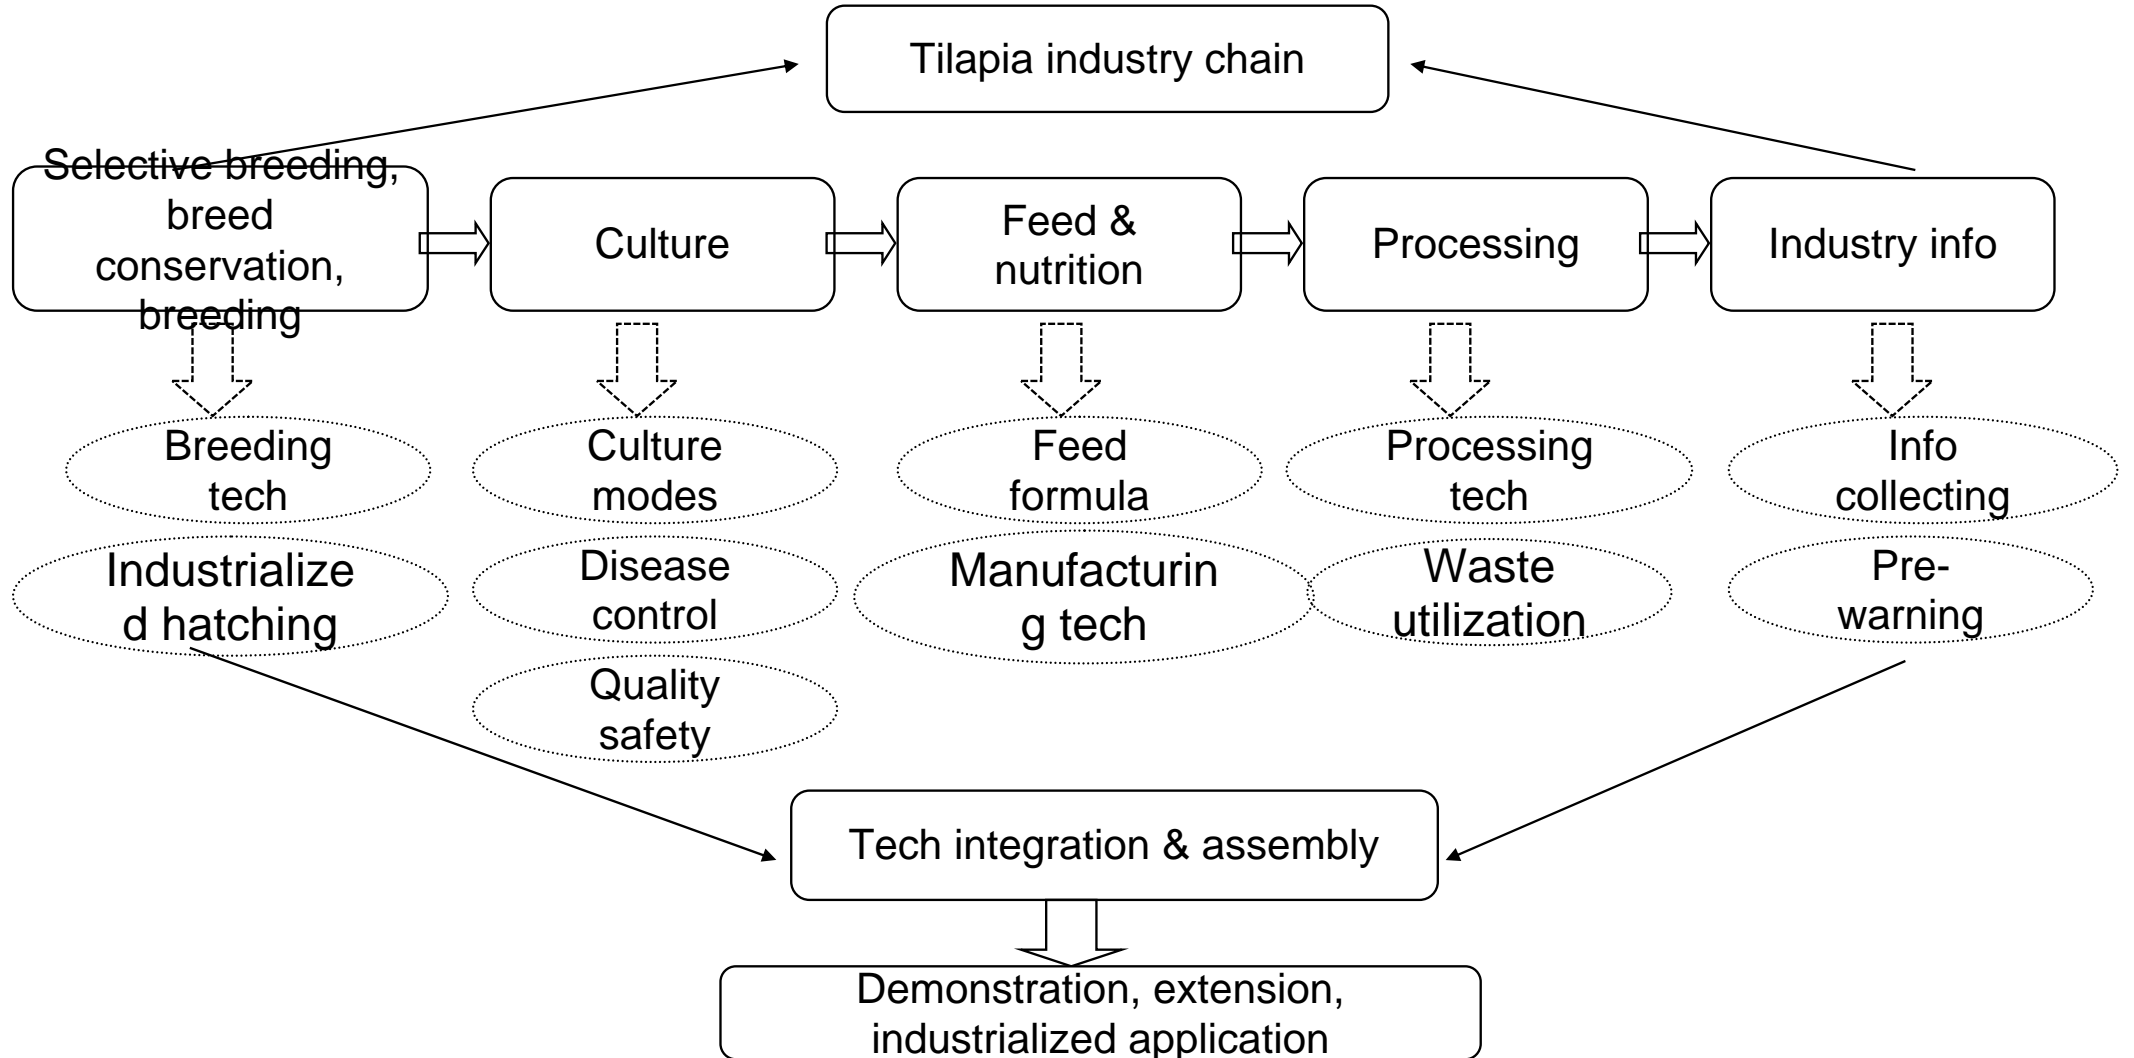 Tilapia industry chain
Selective breeding,
breed
conservation,
breeding
Culture
Feed &
nutrition
Processing
Industry info
Breeding
tech
Culture
modes
Feed
formula
Processing
tech
Info
collecting
Industrialize
d hatching
Disease
control
Manufacturin
g tech
Waste
utilization
Pre-
warning
Quality
safety
Tech integration & assembly
Demonstration, extension,
industrialized application